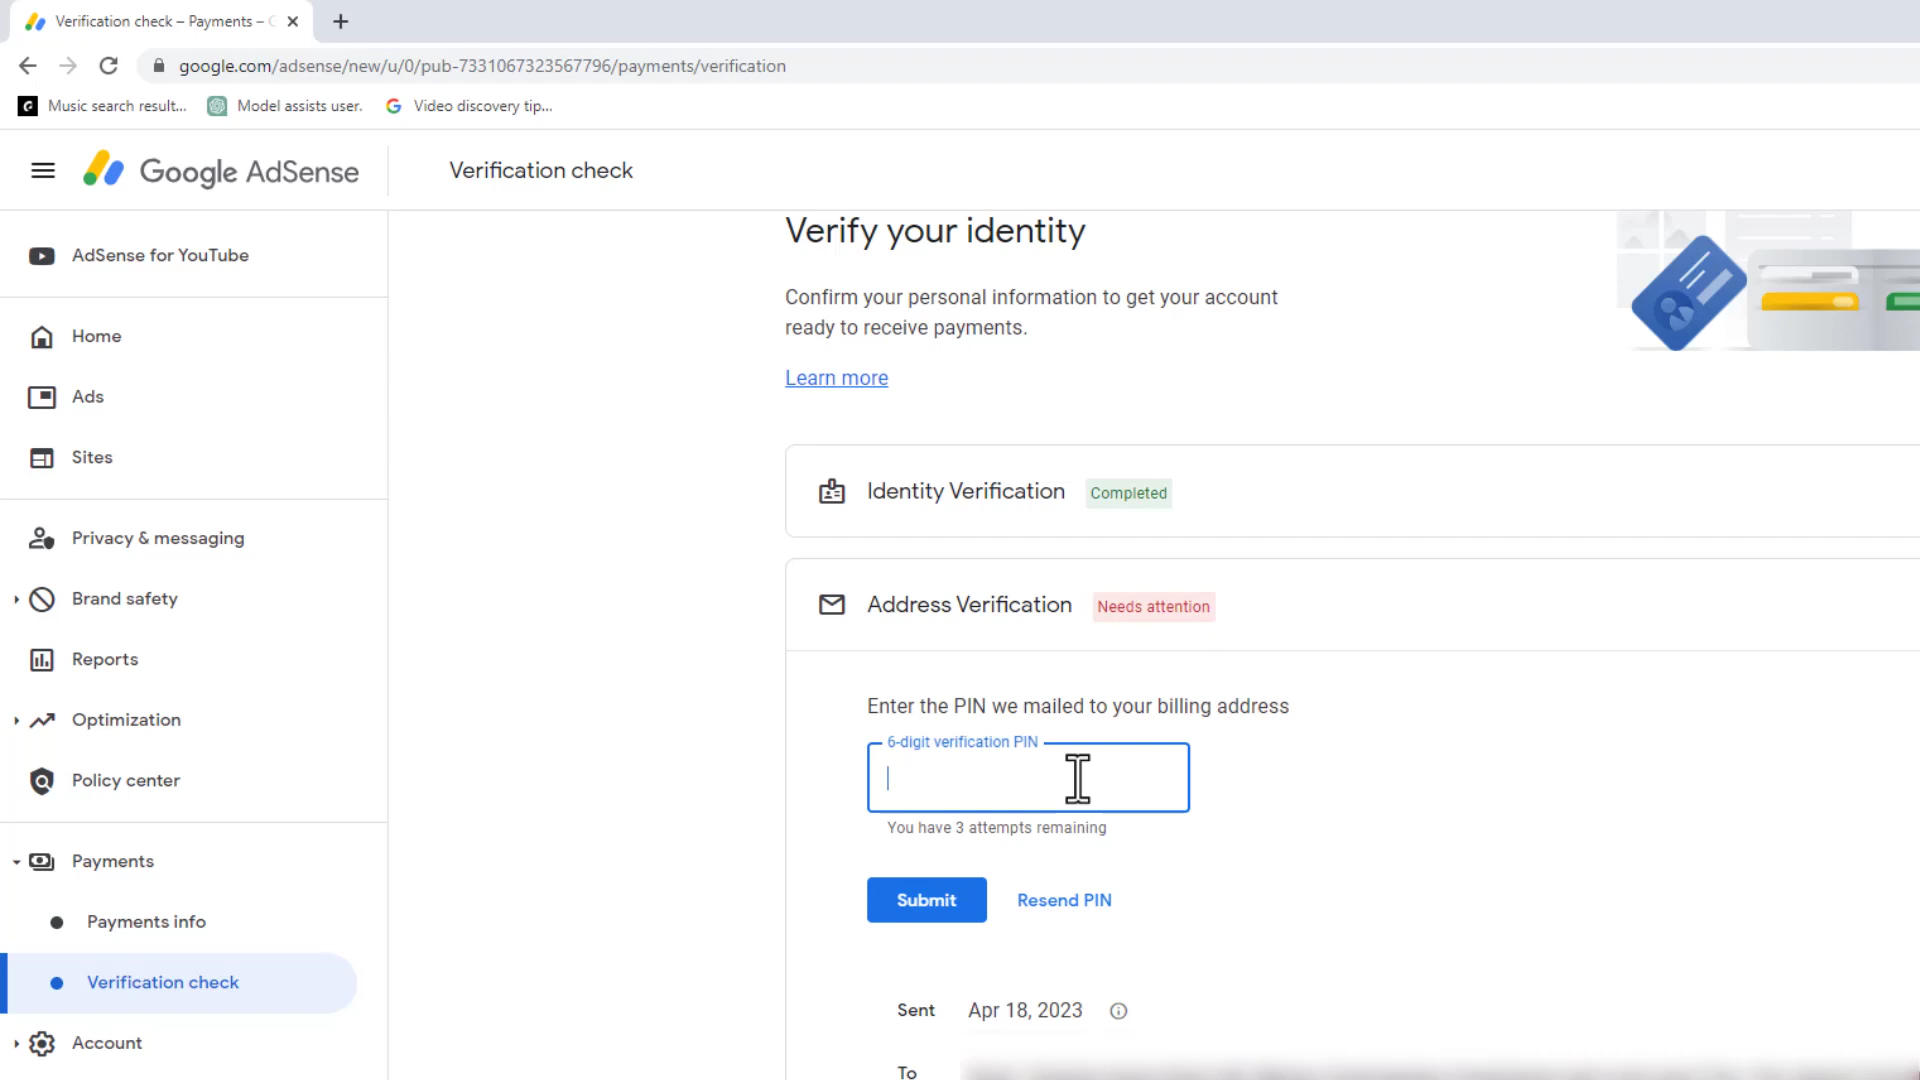 Verification check – Payments –
google.com/adsense/new/u/0/pub-7331067323567796/payments/verification
Music search result...
Model assists user.
Video discovery tip...
Google AdSense
Verification check
AdSense for YouTube
Home
Ads
Sites
Privacy & messaging
Brand safety
Reports
Optimization
Policy center
Payments
Payments info
Verification check
Account
Verify your identity
Confirm your personal information to get your account
ready to receive payments.
Learn more
Identity Verification Completed
Address Verification Needs attention
Enter the PIN we mailed to your billing address
6-digit verification PIN
You have 3 attempts remaining
Submit Resend PIN
Sent Apr 18, 2023
To